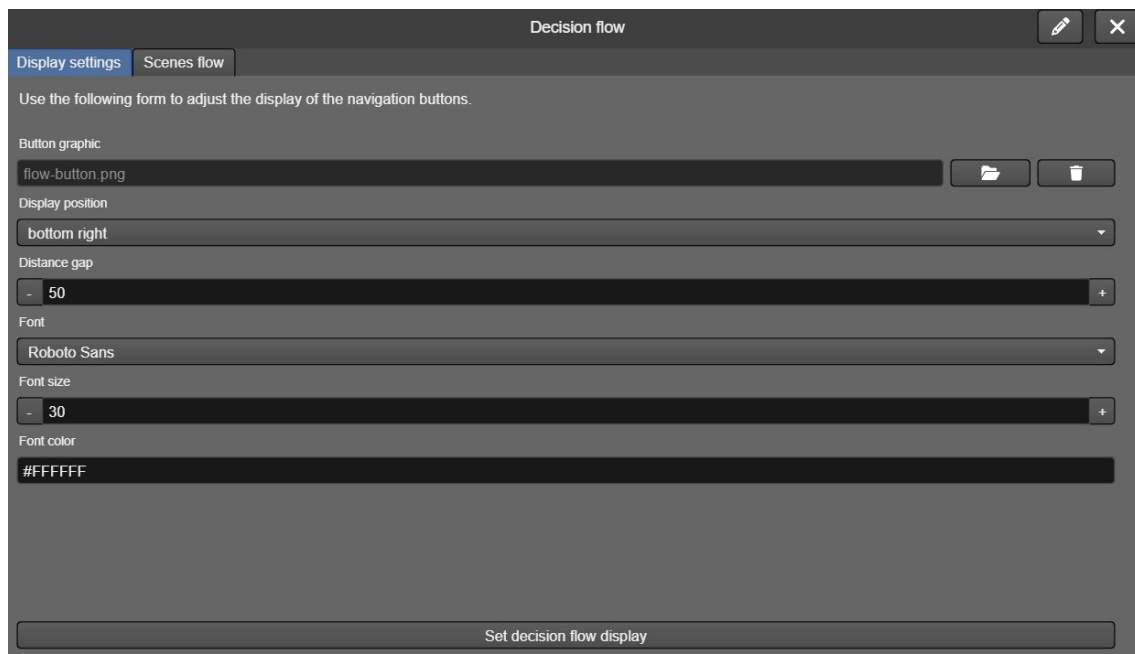 Decision flow
Display settings Scenes flow
Use the following form to adjust the display of the navigation buttons.
Button graphic
flow-button.png
Display position
bottom right
Distance gap
- 50 +
Font
Roboto Sans
Font size
- 30 +
Font color
#FFFFFF
Set decision flow display